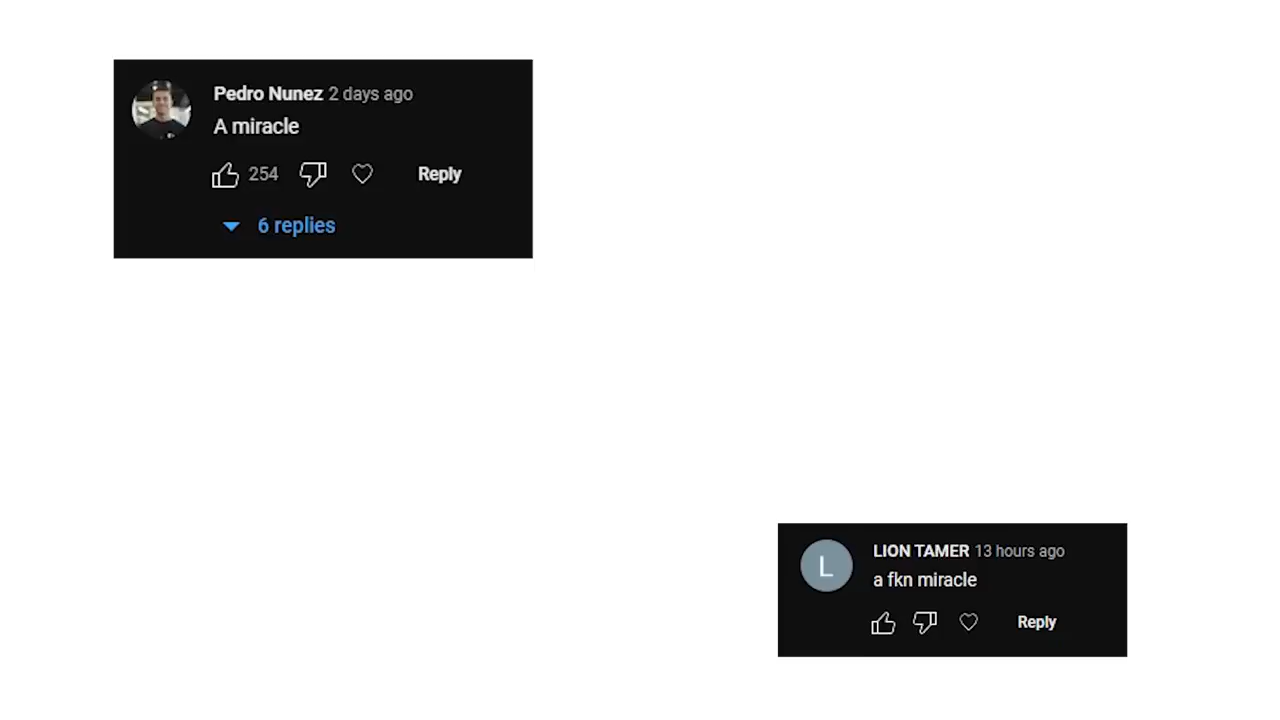 Pedro Nunez 2 days ago
A miracle
254 Reply
6 replies
L
LION TAMER 13 hours ago
a fkn miracle
Reply